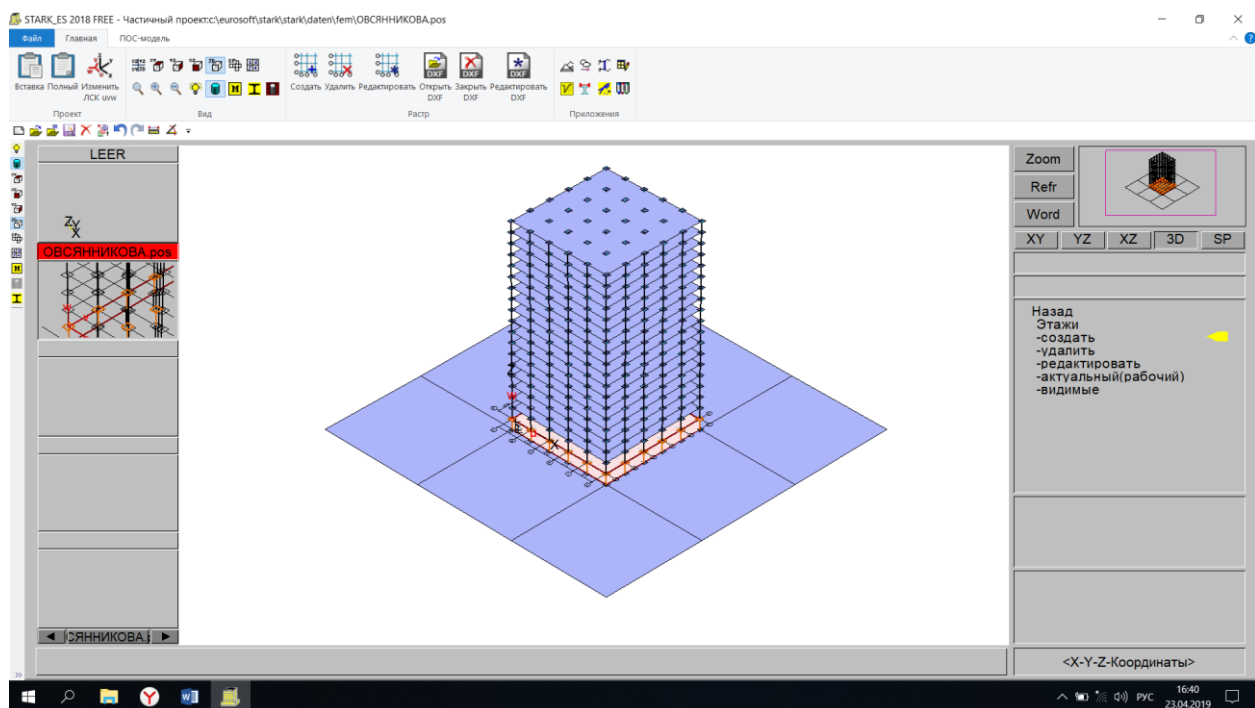 STARK_ES 2018 FREE - Частичный проект:c:\eurosoft\stark\stark\daten\fem\ОВСЯННИКОВА.pos
Файл Главная ПОС-модель
Вставка Полный Изменить ЛСК uvw
Создать Удалить Редактировать Открыть DXF Закрыть DXF Редактировать DXF
Проект Вид Растр Приложения
LEER
Zoom
Refr
Word
XY YZ XZ 3D SP
ОВСЯННИКОВА.pos
Назад
Этажи
-создать
-удалить
-редактировать
-актуальный(рабочий)
-видимые
<X-Y-Z-Координаты>
РУС
16:40
23.04.2019